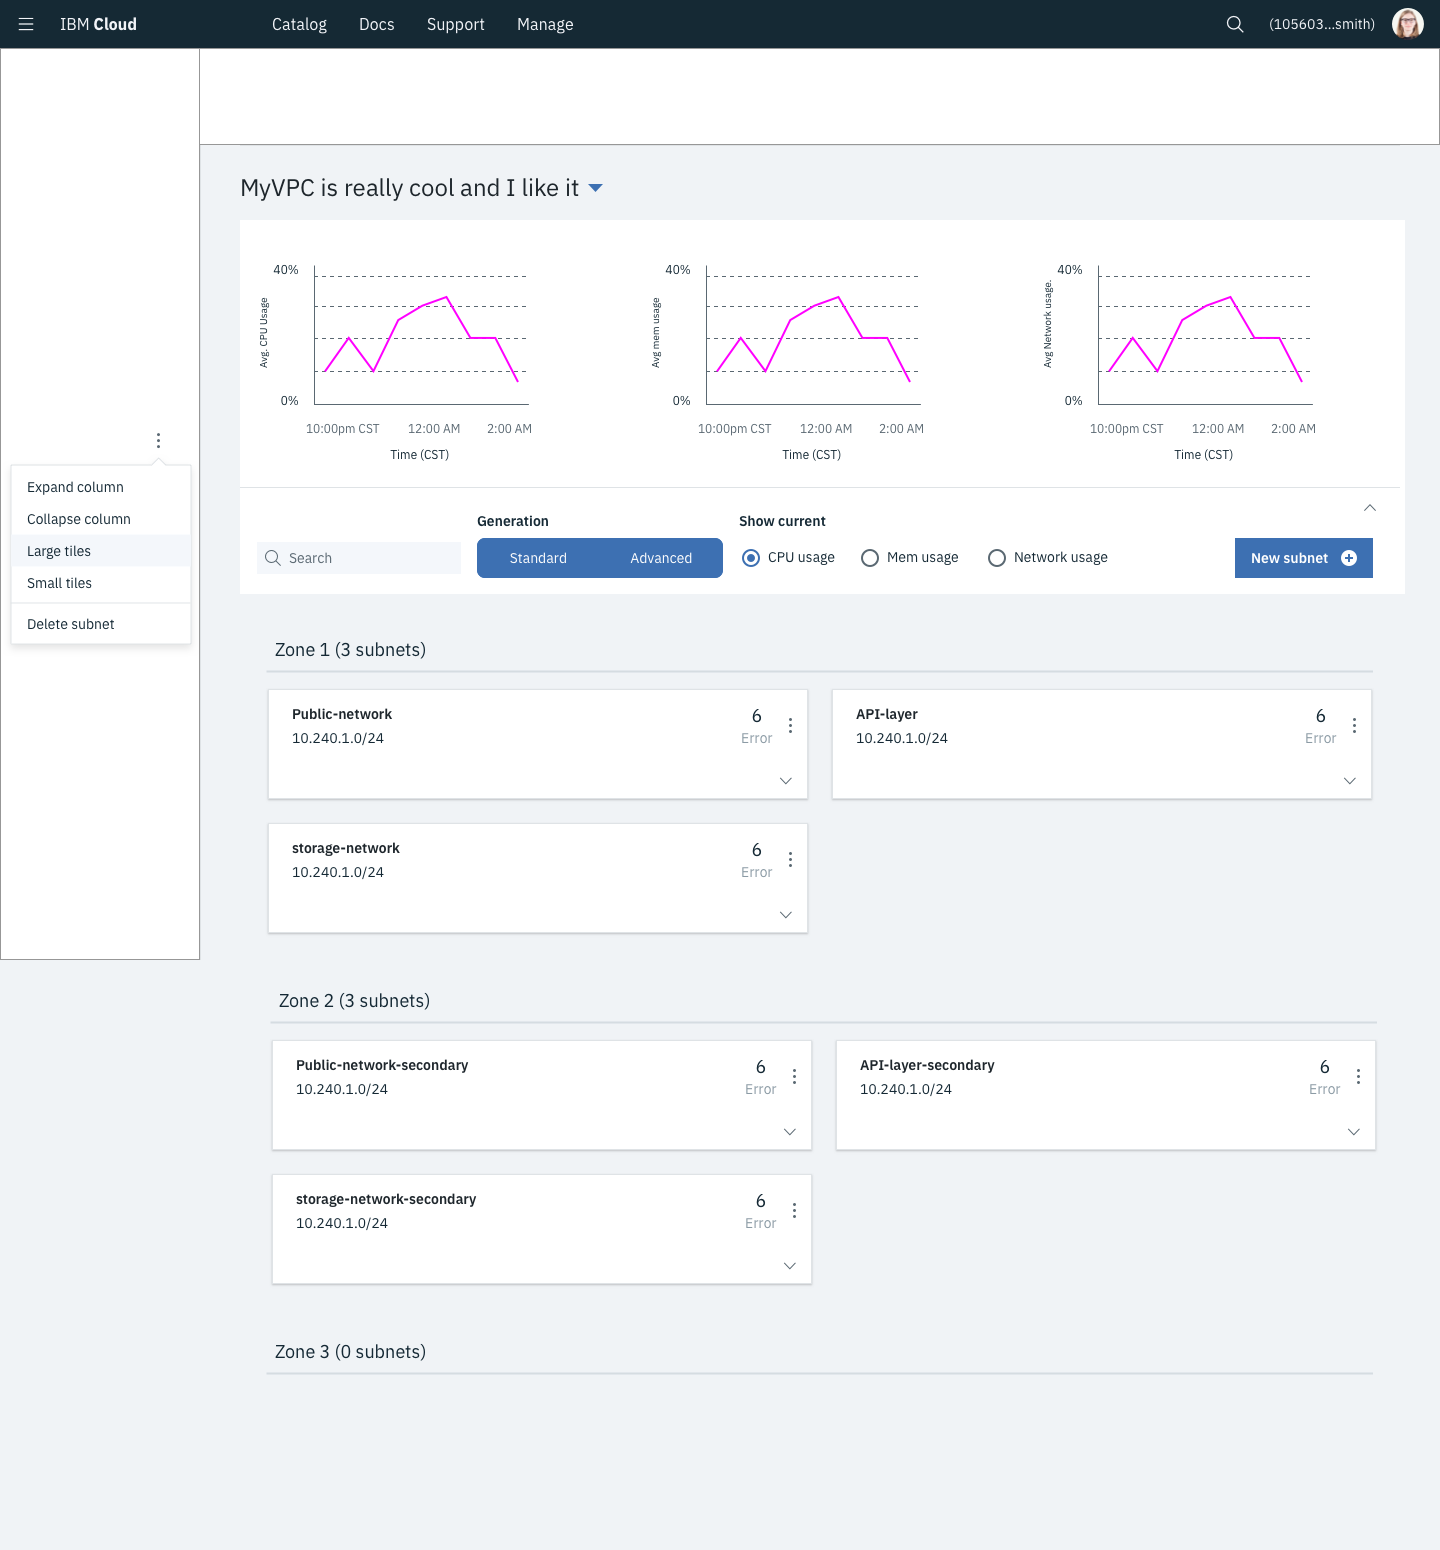 IBM Cloud
Catalog
Docs
Support
Manage
(105603...smith)
MyVPC is really cool and I like it
40%
Avg. CPU Usage
0%
10:00pm CST
12:00 AM
2:00 AM
Time (CST)
40%
Avg mem usage
0%
10:00pm CST
12:00 AM
2:00 AM
Time (CST)
40%
Avg Network usage.
0%
10:00pm CST
12:00 AM
2:00 AM
Time (CST)
Expand column
Collapse column
Large tiles
Small tiles
Delete subnet
Search
Generation
Standard
Advanced
Show current
CPU usage
Mem usage
Network usage
New subnet
Zone 1 (3 subnets)
Public-network
10.240.1.0/24
6
Error
API-layer
10.240.1.0/24
6
Error
storage-network
10.240.1.0/24
6
Error
Zone 2 (3 subnets)
Public-network-secondary
10.240.1.0/24
6
Error
API-layer-secondary
10.240.1.0/24
6
Error
storage-network-secondary
10.240.1.0/24
6
Error
Zone 3 (0 subnets)